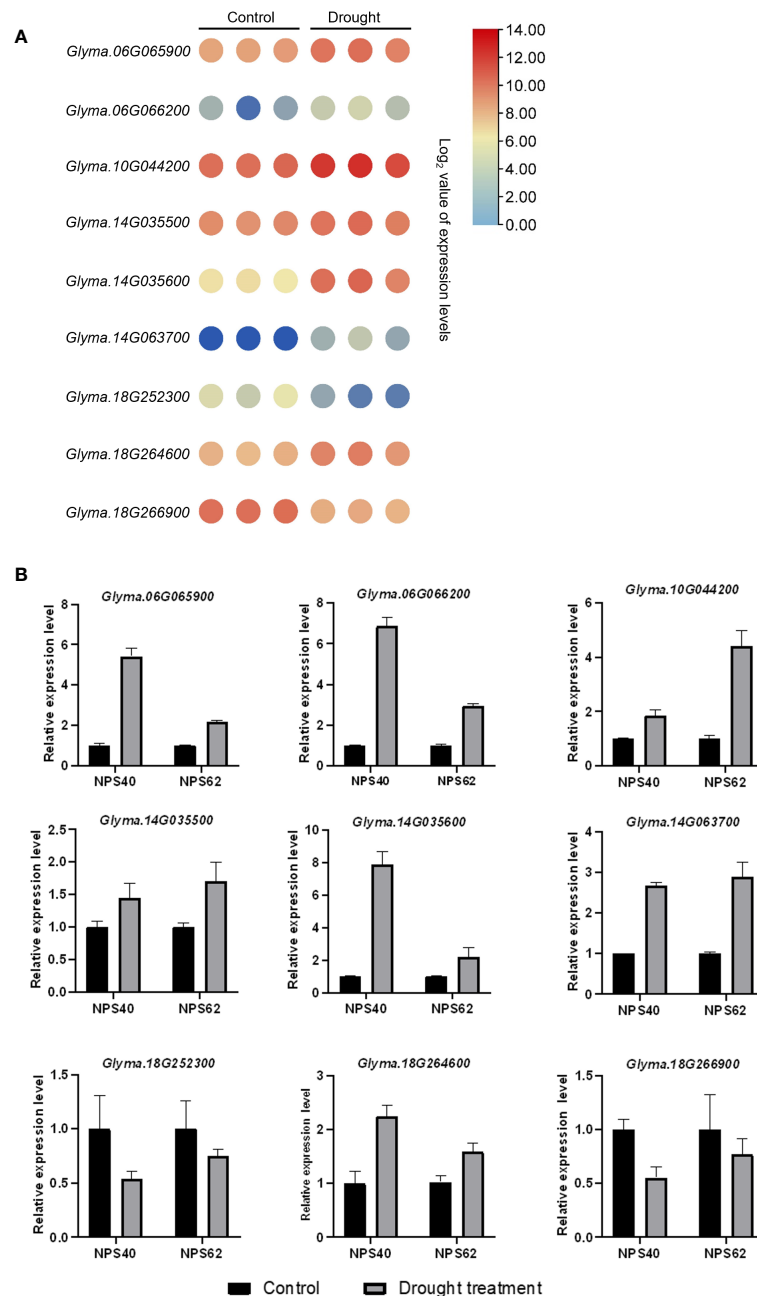 A
Control Drought
Glyma.06G065900
Glyma.06G066200
Glyma.10G044200
Glyma.14G035500
Glyma.14G035600
Glyma.14G063700
Glyma.18G252300
Glyma.18G264600
Glyma.18G266900
14.00
12.00
10.00
8.00
6.00
4.00
2.00
0.00
Log2 value of expression levels
B
Glyma.06G065900
Relative expression level
8
6
4
2
0
NPS40 NPS62
Glyma.06G066200
Relative expression level
8
6
4
2
0
NPS40 NPS62
Glyma.10G044200
Relative expression level
6
4
2
0
NPS40 NPS62
Glyma.14G035500
Relative expression level
2.5
2.0
1.5
1.0
0.5
0.0
NPS40 NPS62
Glyma.14G035600
Relative expression level
10
8
6
4
2
0
NPS40 NPS62
Glyma.14G063700
Relative expression level
4
3
2
1
0
NPS40 NPS62
Glyma.18G252300
Relative expression level
1.5
1.0
0.5
0.0
NPS40 NPS62
Glyma.18G264600
Relative expression level
3
2
1
0
NPS40 NPS62
Glyma.18G266900
Relative expression level
1.5
1.0
0.5
0.0
NPS40 NPS62
Control Drought treatment